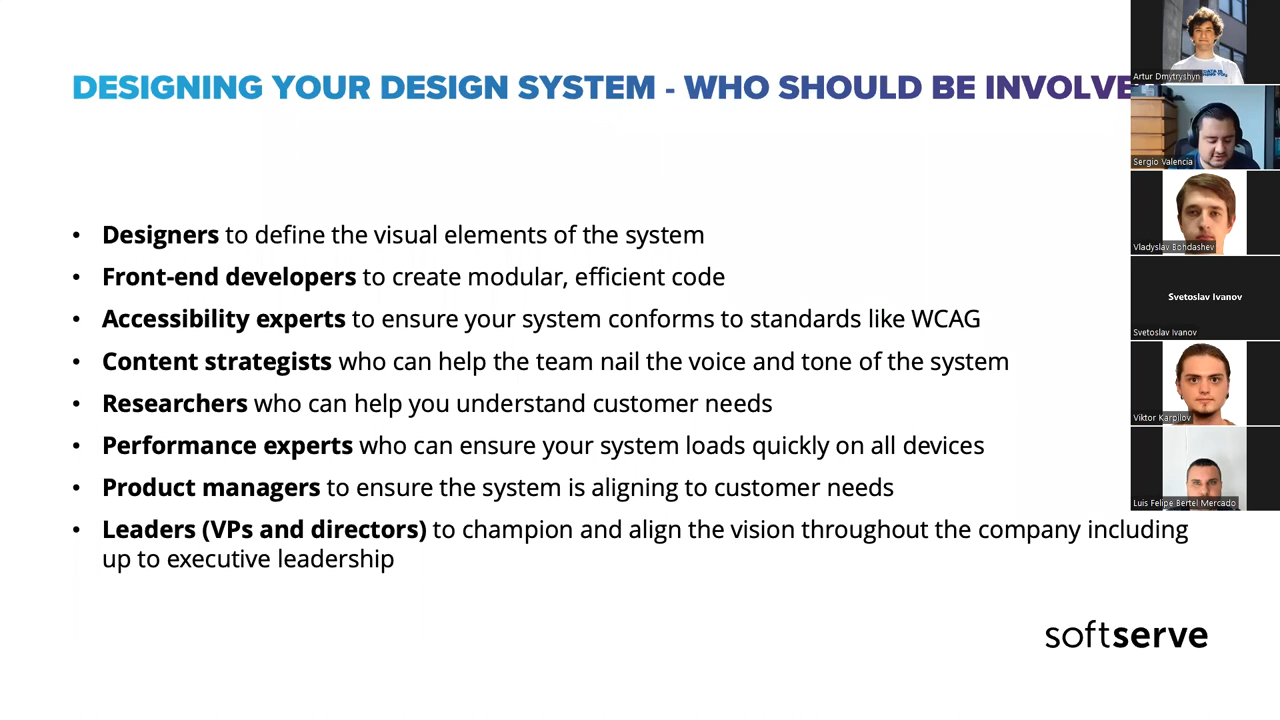 DESIGNING YOUR DESIGN SYSTEM - WHO SHOULD BE INVOLVE
• Designers to define the visual elements of the system
• Front-end developers to create modular, efficient code
• Accessibility experts to ensure your system conforms to standards like WCAG
• Content strategists who can help the team nail the voice and tone of the system
• Researchers who can help you understand customer needs
• Performance experts who can ensure your system loads quickly on all devices
• Product managers to ensure the system is aligning to customer needs
• Leaders (VPs and directors) to champion and align the vision throughout the company including
up to executive leadership
softserve
Artur Dmytryshyn
Sergio Valencia
Vladyslav Bohdashev
Svetoslav Ivanov
Svetoslav Ivanov
Viktor Karpilov
Luis Felipe Bertel Mercado